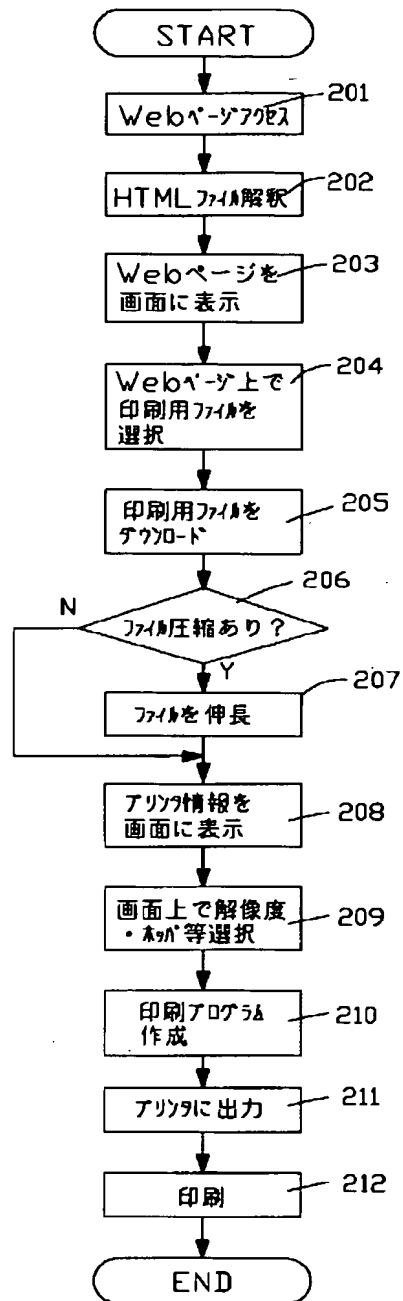 START
Webページアクセス
201
HTMLファイル解釈
202
Webページを
画面に表示
203
Webページ上で
印刷用ファイルを
選択
204
印刷用ファイルを
ダウンロード
205
206
N
ファイル圧縮あり？
Y
207
ファイルを伸長
プリンタ情報を
画面に表示
208
画面上で解像度
・ホッパ等選択
209
印刷プログラム
作成
210
プリンタに出力
211
印刷
212
END